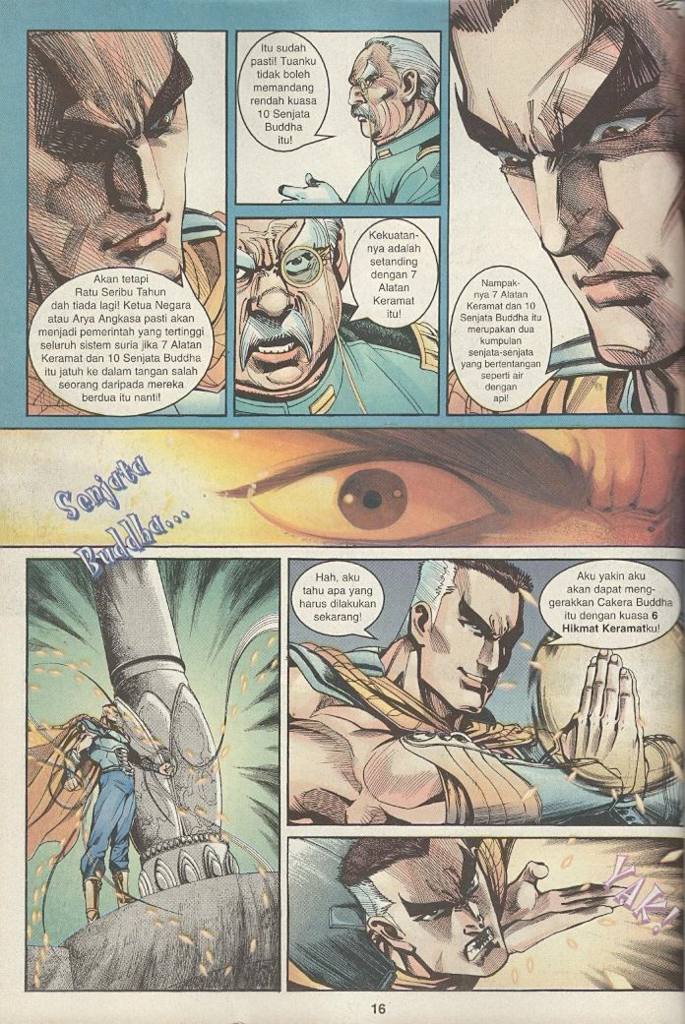 Akan tetapi
Ratu Seribu Tahun
dah tiada lagi! Ketua Negara
atau Arya Angkasa pasti akan
menjadi pemerintah yang tertinggi
seluruh sistem suria jika 7 Alatan
Keramat dan 10 Senjata Buddha
itu jatuh ke dalam tangan salah
seorang daripada mereka
berdua itu nanti!
Itu sudah
pasti! Tuanku
tidak boleh
memandang
rendah kuasa
10 Senjata
Buddha
itu!
Kekuatan-
nya adalah
setanding
dengan 7
Alatan
Keramat
itu!
Nampak-
nya 7 Alatan
Keramat dan 10
Senjata Buddha itu
merupakan dua
kumpulan
senjata-senjata
yang bertentangan
seperti air
dengan
api!
Senjata
Buddha...
Hah, aku
tahu apa yang
harus dilakukan
sekarang!
Aku yakin aku
akan dapat meng-
gerakkan Cakera Buddha
itu dengan kuasa 6
Hikmat Keramatku!
YAK!
16